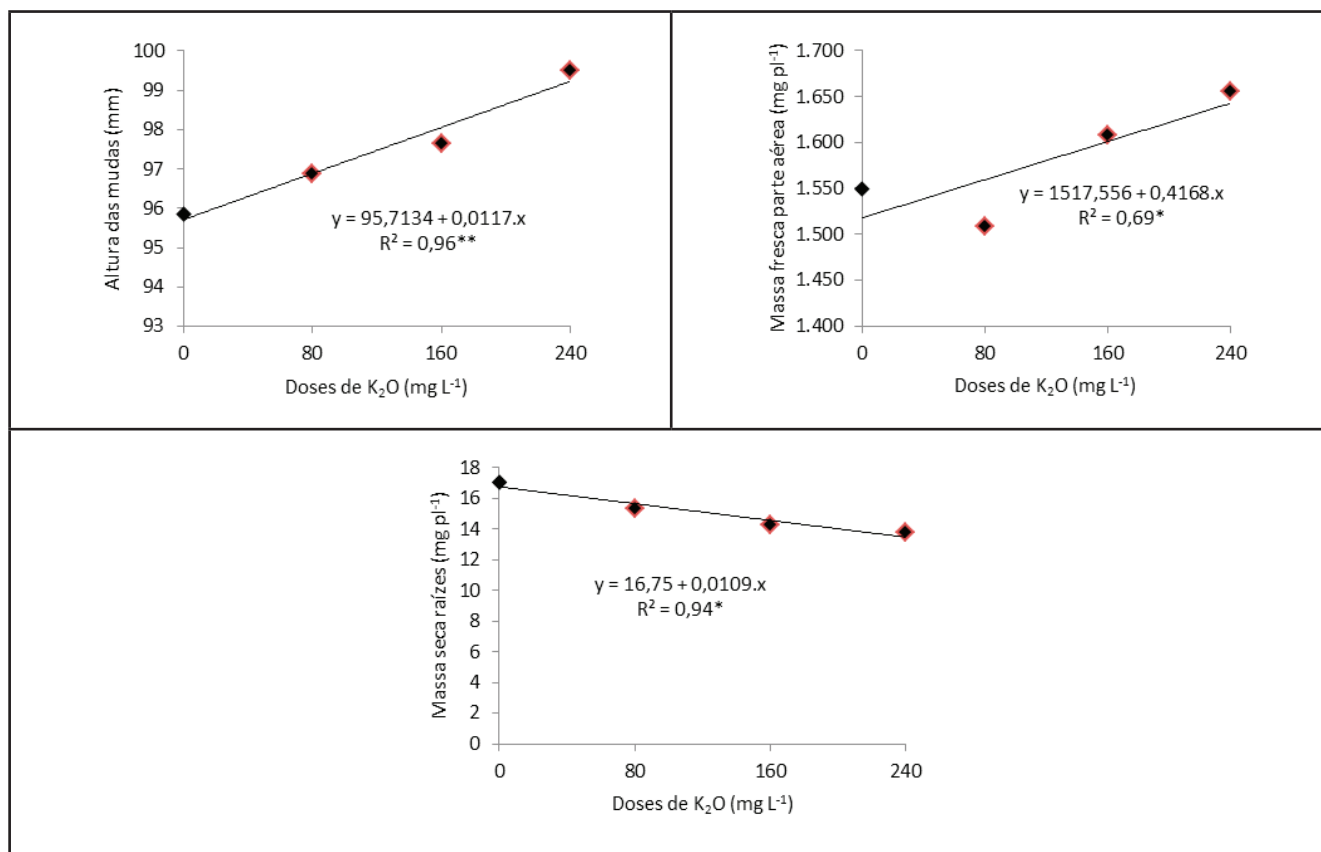 Altura das mudas (mm)
100
99
98
97
96
95
94
93
y = 95,7134 + 0,0117.x
R² = 0,96**
0 80 160 240
Doses de K₂O (mg L⁻¹)
Massa fresca parte aérea (mg pl⁻¹)
1.700
1.650
1.600
1.550
1.500
1.450
1.400
y = 1517,556 + 0,4168.x
R² = 0,69*
0 80 160 240
Doses de K₂O (mg L⁻¹)
Massa seca raízes (mg pl⁻¹)
18
16
14
12
10
8
6
4
2
0
y = 16,75 + 0,0109.x
R² = 0,94*
0 80 160 240
Doses de K₂O (mg L⁻¹)